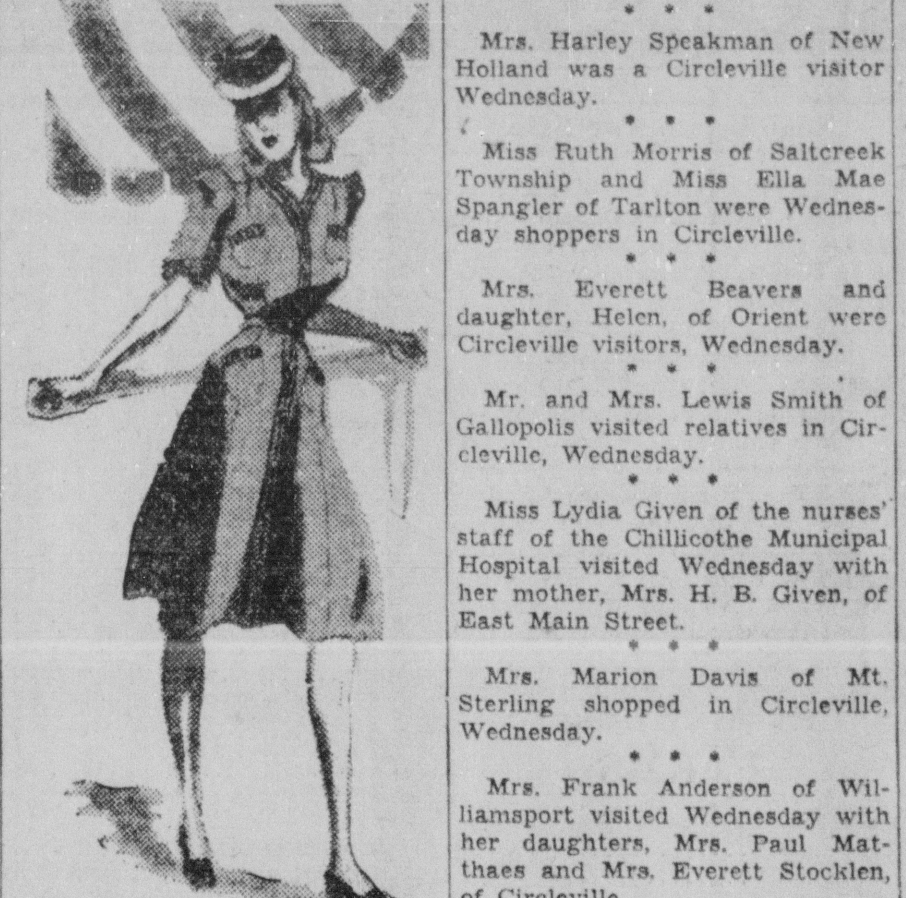 * * *
Mrs. Harley Speakman of New
Holland was a Circleville visitor
Wednesday.
* * *
Miss Ruth Morris of Saltcreek
Township and Miss Ella Mae
Spangler of Tarlton were Wednes-
day shoppers in Circleville.
* * *
Mrs. Everett Beavers and
daughter, Helen, of Orient were
Circleville visitors, Wednesday.
* * *
Mr. and Mrs. Lewis Smith of
Gallopolis visited relatives in Cir-
cleville, Wednesday.
* * *
Miss Lydia Given of the nurses'
staff of the Chillicothe Municipal
Hospital visited Wednesday with
her mother, Mrs. H. B. Given, of
East Main Street.
* * *
Mrs. Marion Davis of Mt.
Sterling shopped in Circleville,
Wednesday.
* * *
Mrs. Frank Anderson of Wil-
liamsport visited Wednesday with
her daughters, Mrs. Paul Mat-
thaes and Mrs. Everett Stocklen,
of Circleville